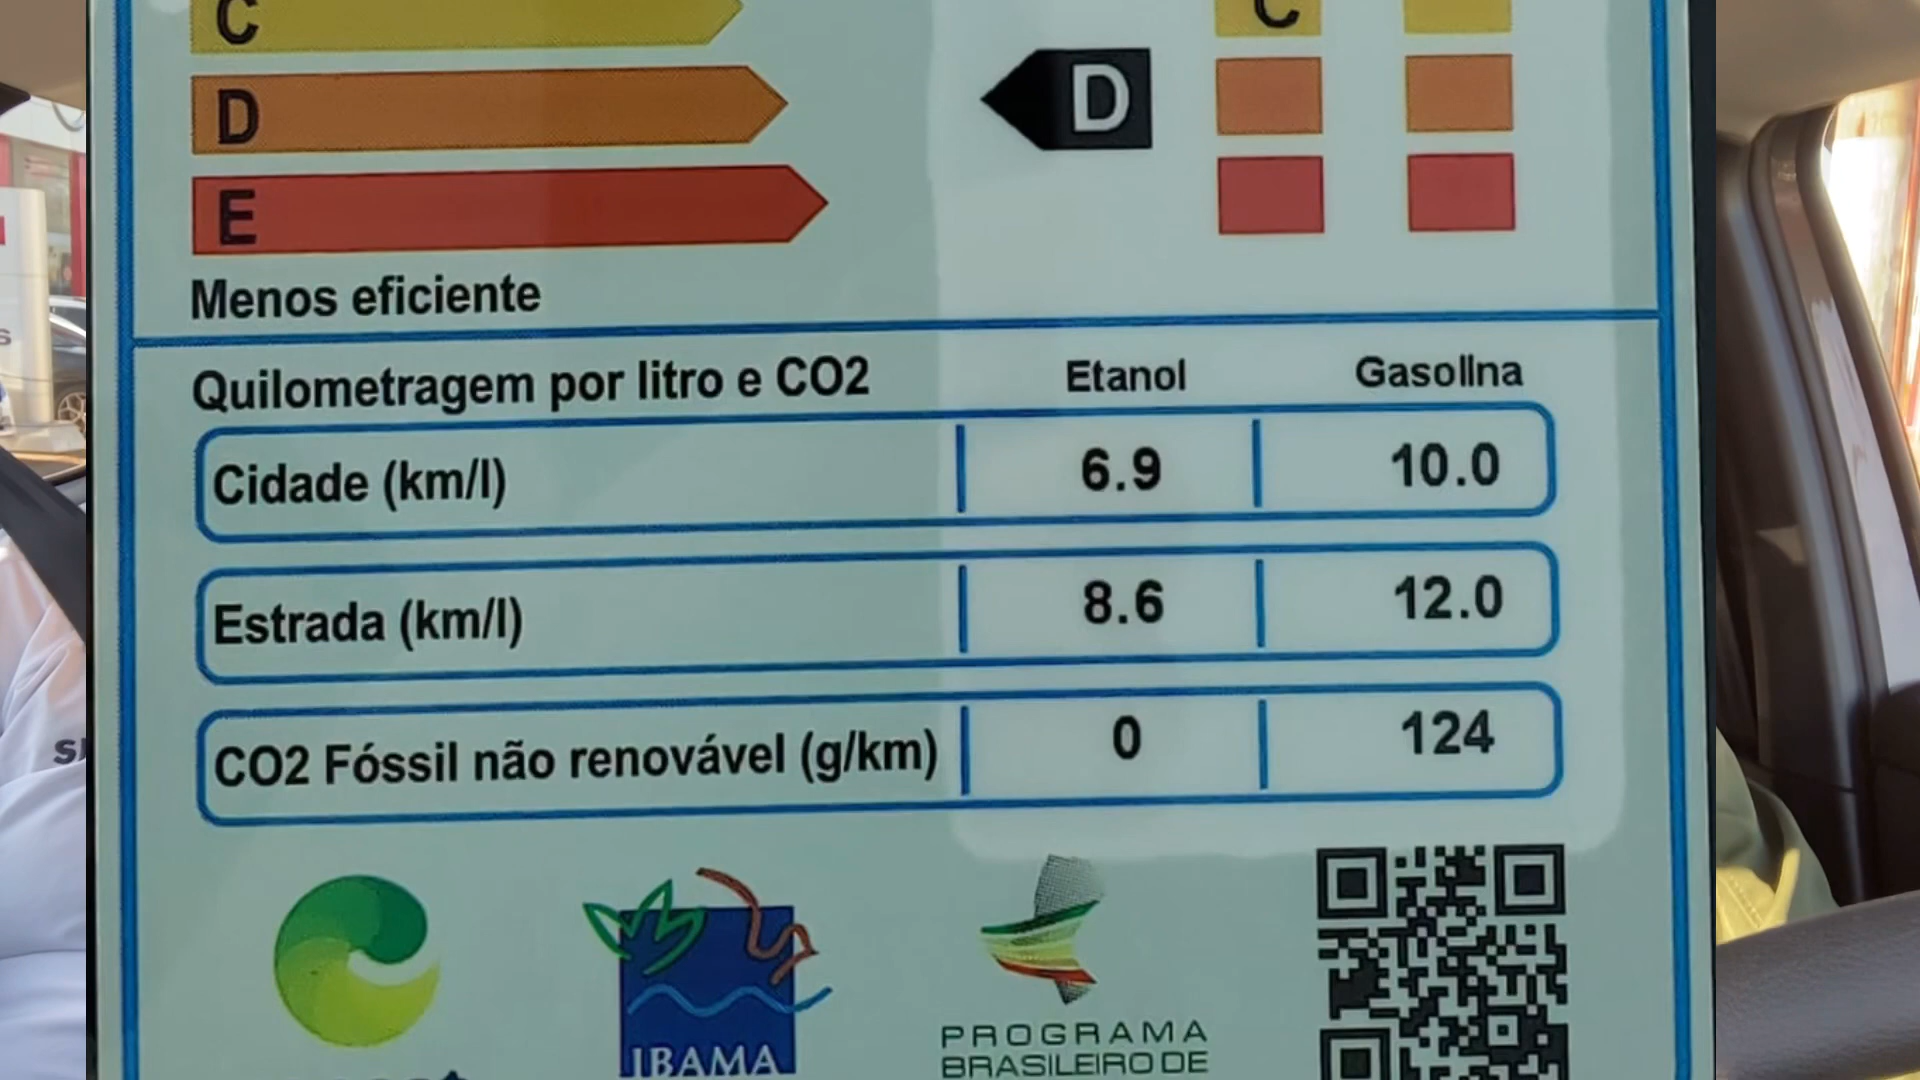 C
C
D
D
E
Menos eficiente
Quilometragem por litro e CO2 Etanol Gasolina
Cidade (km/l) 6.9 10.0
Estrada (km/l) 8.6 12.0
CO2 Fóssil não renovável (g/km) 0 124
IBAMA
PROGRAMA
BRASILEIRO DE